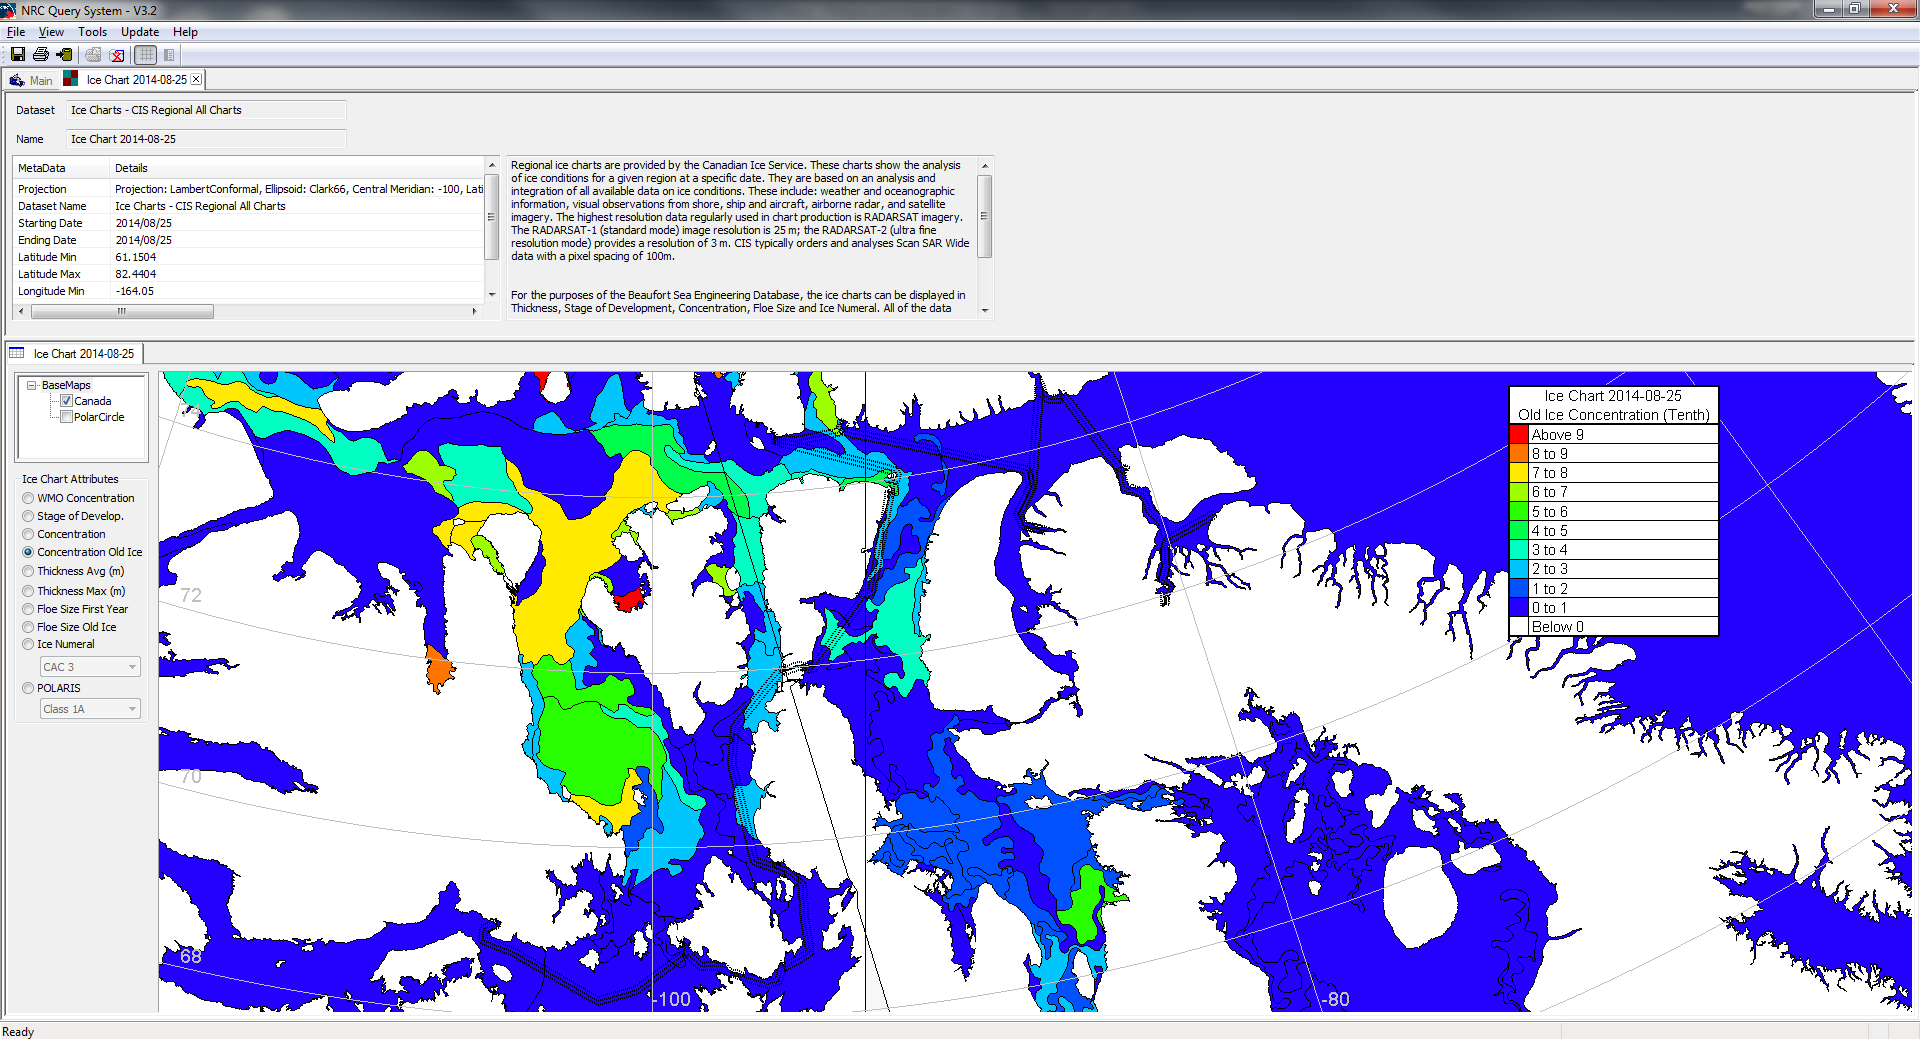 NRC Query System - V3.2
File View Tools Update Help
Main Ice Chart 2014-08-25
Dataset Ice Charts - CIS Regional All Charts
Name Ice Chart 2014-08-25
MetaData Details
Projection Projection: LambertConformal, Ellipsoid: Clark66, Central Meridian: -100, Lati
Dataset Name Ice Charts - CIS Regional All Charts
Starting Date 2014/08/25
Ending Date 2014/08/25
Latitude Min 61.1504
Latitude Max 82.4404
Longitude Min -164.05
Regional ice charts are provided by the Canadian Ice Service. These charts show the analysis
of ice conditions for a given region at a specific date. They are based on an analysis and
integration of all available data on ice conditions. These include: weather and oceanographic
information, visual observations from shore, ship and aircraft, airborne radar, and satellite
imagery. The highest resolution data regularly used in chart production is RADARSAT imagery.
The RADARSAT-1 (standard mode) image resolution is 25 m; the RADARSAT-2 (ultra fine
resolution mode) provides a resolution of 3 m. CIS typically orders and analyses Scan SAR Wide
data with a pixel spacing of 100m.
For the purposes of the Beaufort Sea Engineering Database, the ice charts can be displayed in
Thickness, Stage of Development, Concentration, Floe Size and Ice Numeral. All of the data
Ice Chart 2014-08-25
BaseMaps
Canada
PolarCircle
Ice Chart Attributes
WMO Concentration
Stage of Develop.
Concentration
Concentration Old Ice
Thickness Avg (m)
Thickness Max (m)
Floe Size First Year
Floe Size Old Ice
Ice Numeral
CAC 3
POLARIS
Class 1A
Ice Chart 2014-08-25
Old Ice Concentration (Tenth)
Above 9
8 to 9
7 to 8
6 to 7
5 to 6
4 to 5
3 to 4
2 to 3
1 to 2
0 to 1
Below 0
72
70
68
-100
-80
Ready